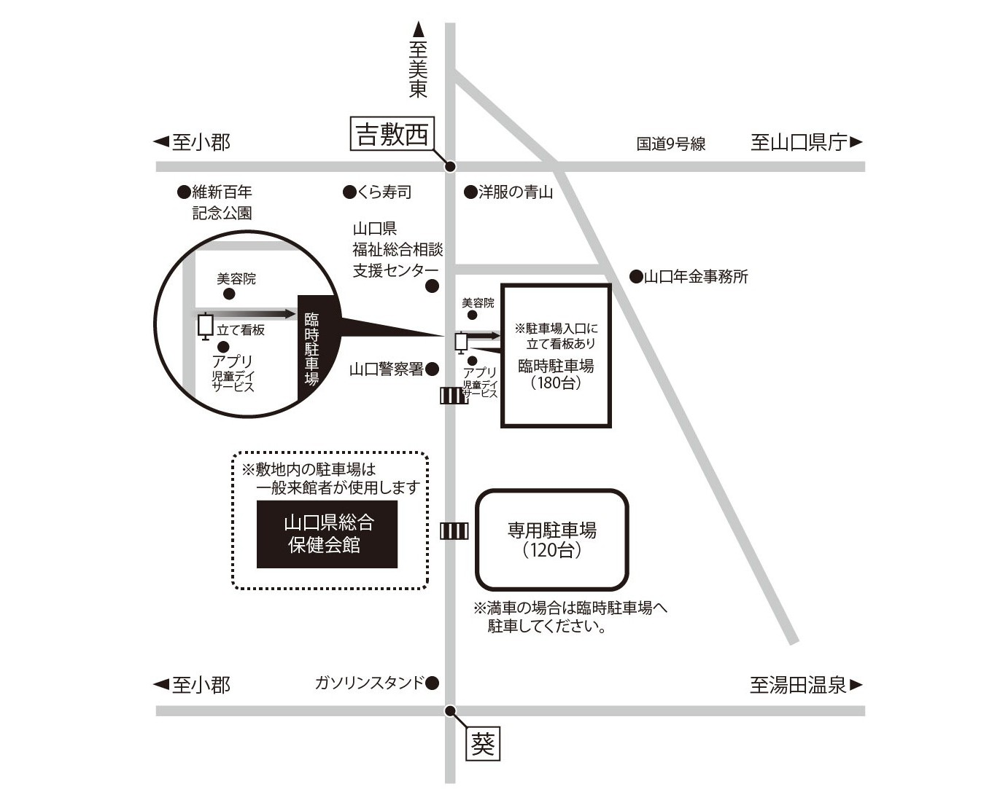 至美東
吉敷西
至小郡
国道9号線
至山口県庁
維新百年
記念公園
くら寿司
洋服の青山
山口県
福祉総合相談
支援センター
山口年金事務所
美容院
立て看板
アプリ
児童デイ
サービス
臨時駐車場
美容院
※駐車場入口に
立て看板あり
臨時駐車場
（180台）
山口警察署
アプリ
児童デイ
サービス
※敷地内の駐車場は
一般来館者が使用します
山口県総合
保健会館
専用駐車場
（120台）
※満車の場合は臨時駐車場へ
駐車してください。
ガソリンスタンド
至小郡
至湯田温泉
葵